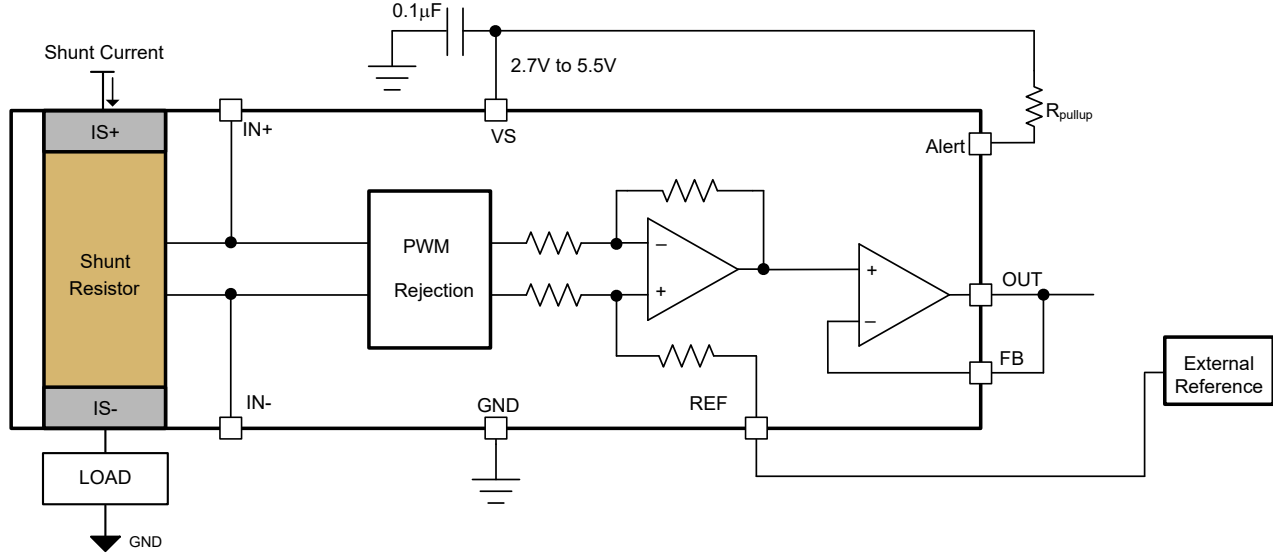 0.1μF
Shunt Current
2.7V to 5.5V
IS+
IN+
VS
Rpullup
Alert
PWM
Rejection
Shunt
Resistor
−
+
+
−
OUT
FB
External
Reference
IS-
IN-
GND
REF
LOAD
GND